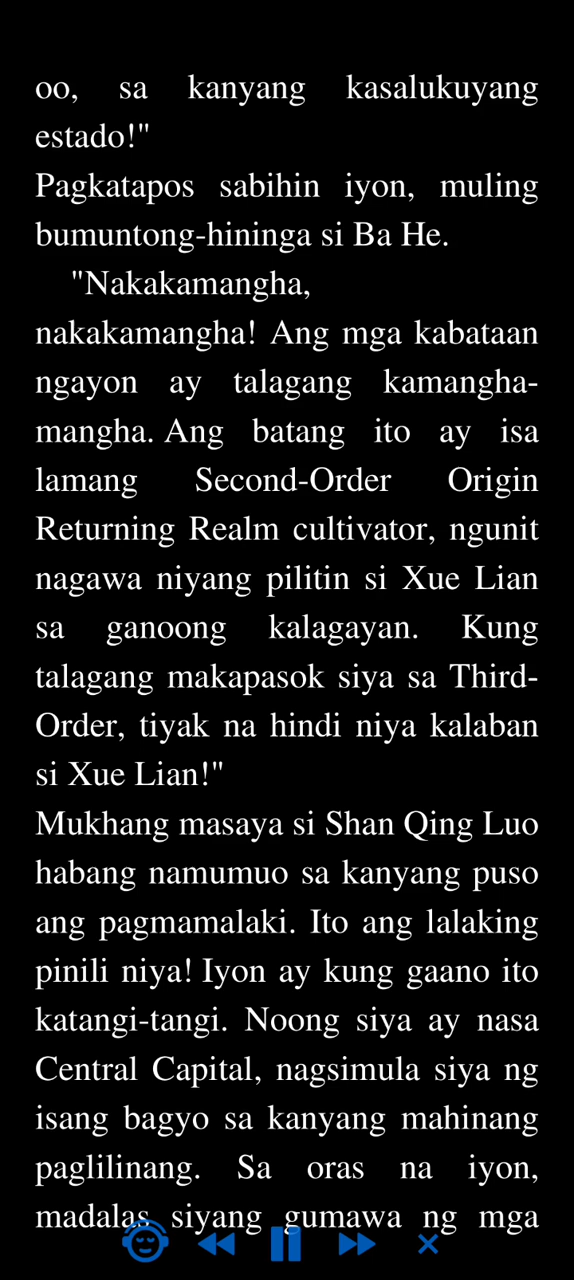 oo, sa kanyang kasalukuyang
estado!"
Pagkatapos sabihin iyon, muling
bumuntong-hininga si Ba He.
"Nakakamangha,
nakakamangha! Ang mga kabataan
ngayon ay talagang kamangha-
mangha. Ang batang ito ay isa
lamang Second-Order Origin
Returning Realm cultivator, ngunit
nagawa niyang pilitin si Xue Lian
sa ganoong kalagayan. Kung
talagang makapasok siya sa Third-
Order, tiyak na hindi niya kalaban
si Xue Lian!"
Mukhang masaya si Shan Qing Luo
habang namumuo sa kanyang puso
ang pagmamalaki. Ito ang lalaking
pinili niya! Iyon ay kung gaano ito
katangi-tangi. Noong siya ay nasa
Central Capital, nagsimula siya ng
isang bagyo sa kanyang mahinang
paglilinang. Sa oras na iyon,
madalas siyang gumawa ng mga